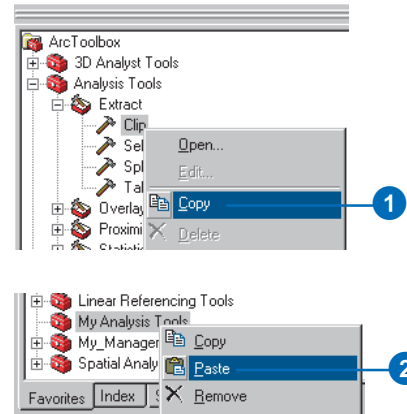 ArcToolbox
3D Analyst Tools
Analysis Tools
Extract
Clip
Open...
Edit...
Copy
1
Delete
Linear Referencing Tools
My Analysis Tools
Copy
Paste
2
Favorites Index
Remove